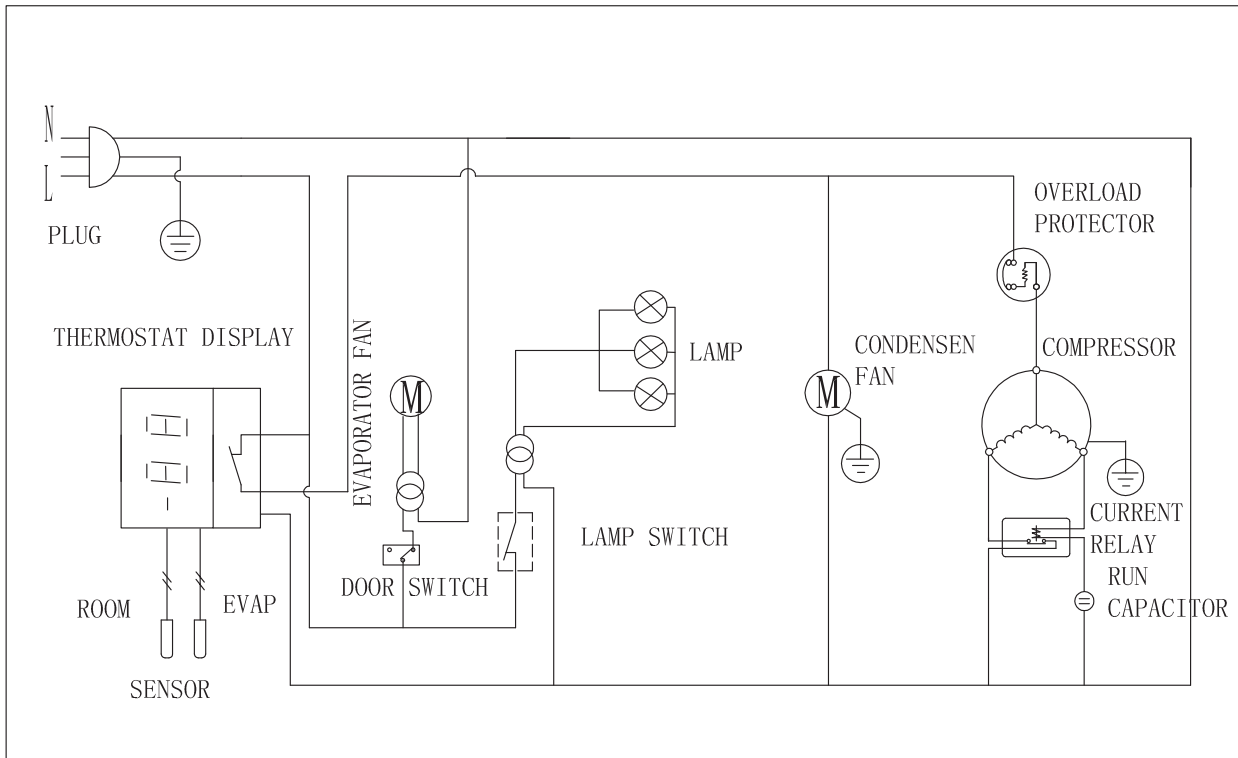 N
L
PLUG
OVERLOAD
PROTECTOR
THERMOSTAT DISPLAY
EVAPORATOR FAN
M
LAMP
CONDENSEN
FAN
M
COMPRESSOR
LAMP SWITCH
DOOR SWITCH
CURRENT
RELAY
RUN
CAPACITOR
ROOM
EVAP
SENSOR